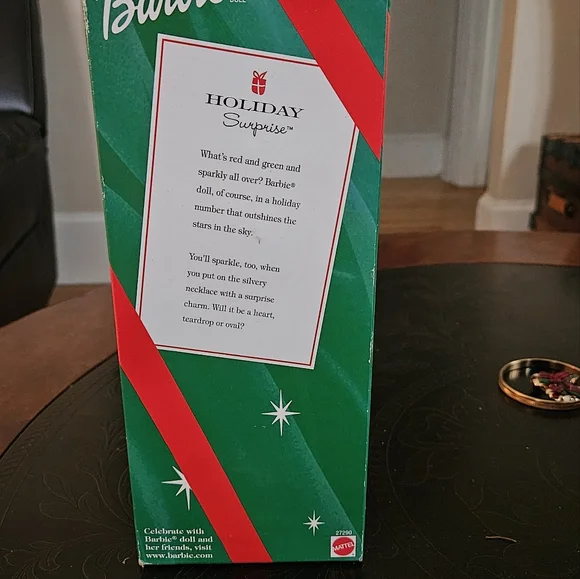 Barbie
DOLL
HOLIDAY
Surprise™
What's red and green and
sparkly all over? Barbie®
doll, of course, in a holiday
number that outshines the
stars in the sky.
You'll sparkle, too, when
you put on the silvery
necklace with a surprise
charm. Will it be a heart,
teardrop or oval?
Celebrate with
Barbie® doll and
her friends, visit
www.barbie.com
27290
MATTEL